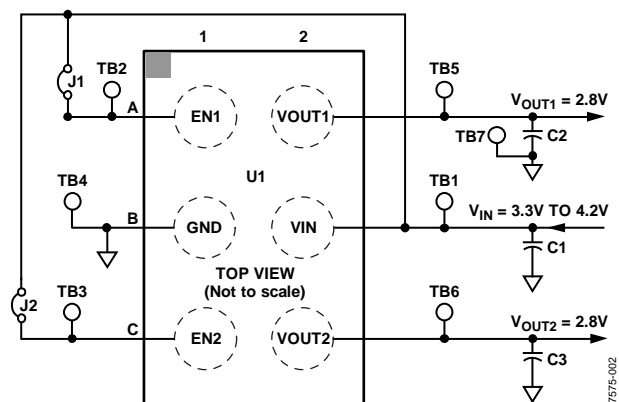 1 2
J1 TB2 TB5
A EN1 VOUT1 VOUT1 = 2.8V
TB7 C2
U1
TB4 TB1
B GND VIN VIN = 3.3V TO 4.2V
C1
TOP VIEW
(Not to scale)
J2 TB3 TB6
C EN2 VOUT2 VOUT2 = 2.8V
C3
7575-002